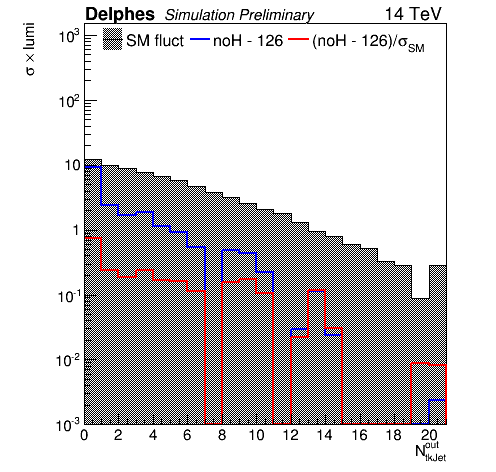 Delphes Simulation Preliminary 14 TeV
SM fluct noH - 126 (noH - 126)/σ_SM
σ × lumi
10³
10²
10
1
10⁻¹
10⁻²
10⁻³
0 2 4 6 8 10 12 14 16 18 20
N^out_tkJet